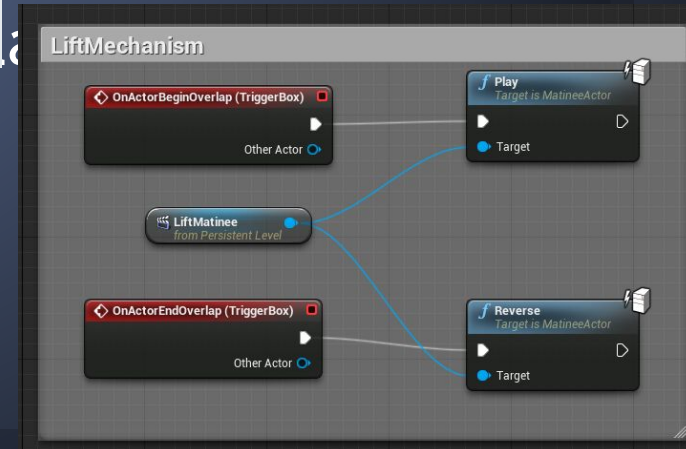 LiftMechanism
OnActorBeginOverlap (TriggerBox)
Other Actor
Play
Target is MatineeActor
Target
LiftMatinee
from Persistent Level
OnActorEndOverlap (TriggerBox)
Other Actor
Reverse
Target is MatineeActor
Target